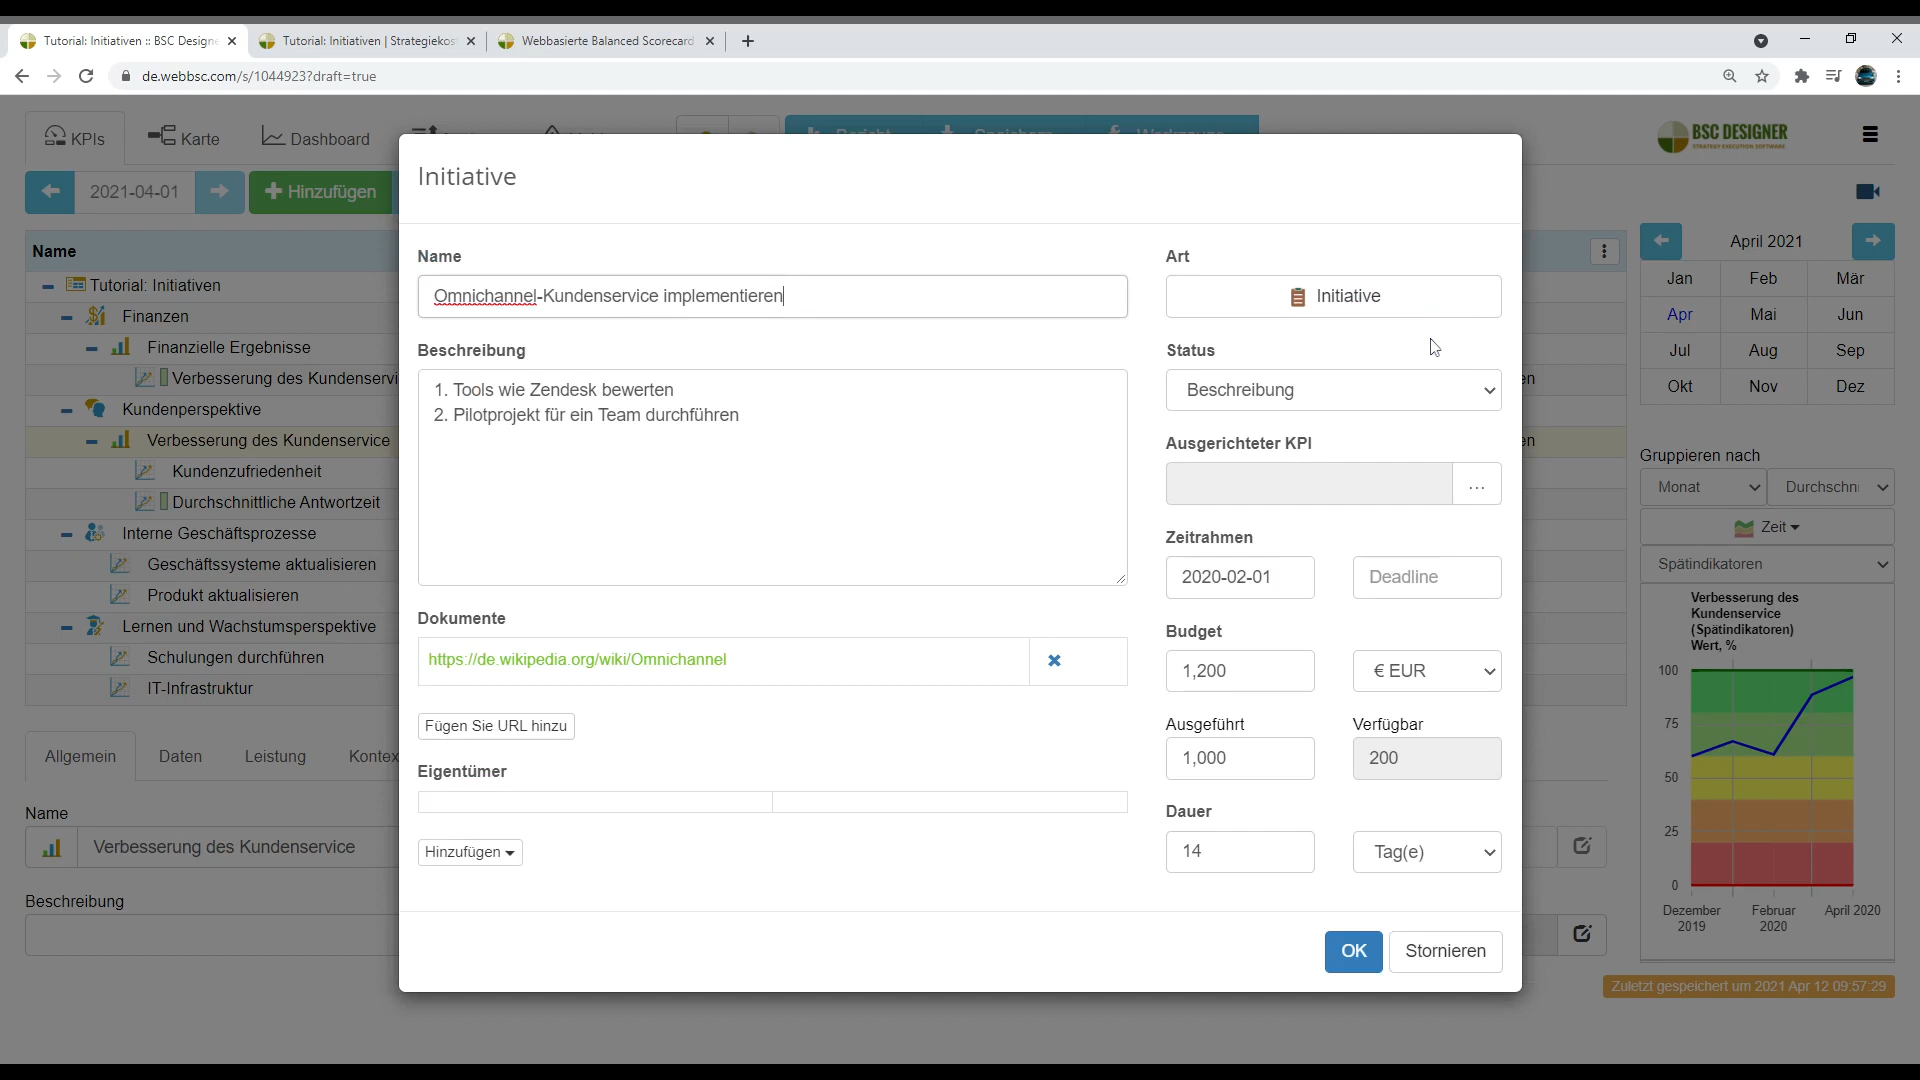 Tutorial: Initiativen :: BSC Designe
Tutorial: Initiativen | Strategiekos
Webbasierte Balanced Scorecard
de.webbsc.com/s/1044923?draft=true
KPIs
Karte
Dashboard
BSC DESIGNER
STRATEGY EXECUTION SOFTWARE
2021-04-01
Hinzufügen
Name
Tutorial: Initiativen
Finanzen
Finanzielle Ergebnisse
Verbesserung des Kundenservi
Kundenperspektive
Verbesserung des Kundenservice
Kundenzufriedenheit
Durchschnittliche Antwortzeit
Interne Geschäftsprozesse
Geschäftssysteme aktualisieren
Produkt aktualisieren
Lernen und Wachstumsperspektive
Schulungen durchführen
IT-Infrastruktur
Allgemein
Daten
Leistung
Kontex
Name
Verbesserung des Kundenservice
Beschreibung
Initiative
Name
Omnichannel-Kundenservice implementieren
Beschreibung
1. Tools wie Zendesk bewerten
2. Pilotprojekt für ein Team durchführen
Dokumente
https://de.wikipedia.org/wiki/Omnichannel
Fügen Sie URL hinzu
Eigentümer
Hinzufügen
Art
Initiative
Status
Beschreibung
Ausgerichteter KPI
...
Zeitrahmen
2020-02-01
Deadline
Budget
1,200
€ EUR
Ausgeführt
Verfügbar
1,000
200
Dauer
14
Tag(e)
OK
Stornieren
en
en
April 2021
Jan Feb Mär
Apr Mai Jun
Jul Aug Sep
Okt Nov Dez
Gruppieren nach
Monat
Durchschni
Zeit
Spätindikatoren
Verbesserung des
Kundenservice
(Spätindikatoren)
Wert, %
100
75
50
25
0
Dezember
2019
Februar
2020
April 2020
Zuletzt gespeichert um 2021 Apr 12 09:57:29